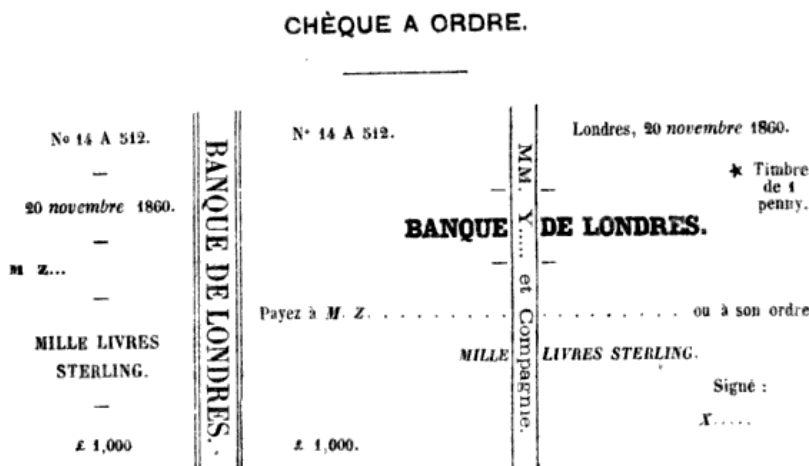 CHÈQUE A ORDRE.
No 14 A 512.
20 novembre 1860.
M Z...
MILLE LIVRES
STERLING.
£ 1,000
BANQUE DE LONDRES.
N° 14 A 512.
Londres, 20 novembre 1860.
★ Timbre
de 1
penny.
BANQUE DE LONDRES.
Payez à M. Z. . . . . . . . . . . . . . . . . . . . . . . . ou à son ordre
MILLE LIVRES STERLING.
Signé :
X.....
£ 1,000.
MM. Y..... et Compagnie.